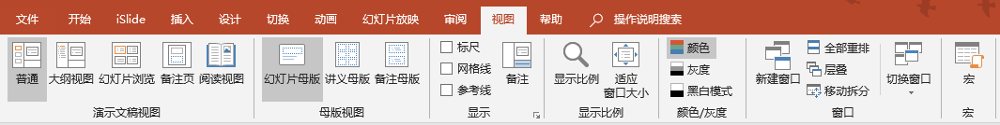 文件 开始 iSlide 插入 设计 切换 动画 幻灯片放映 审阅 视图 帮助 操作说明搜索
普通 大纲视图 幻灯片浏览 备注页 阅读视图
演示文稿视图
幻灯片母版 讲义母版 备注母版
母版视图
标尺
网格线
参考线
备注
显示
显示比例 适应
窗口大小
显示比例
颜色
灰度
黑白模式
颜色/灰度
新建窗口
全部重排
层叠
移动拆分
切换窗口
窗口
宏
宏